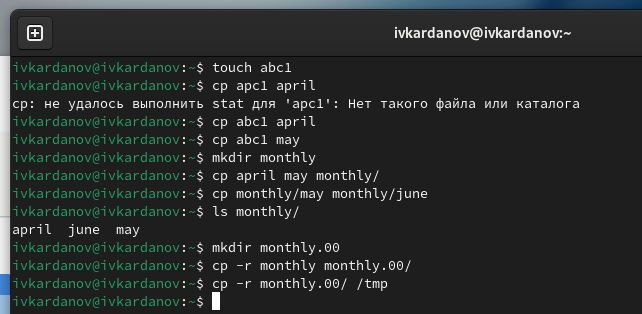 ivkardanov@ivkardanov:~
ivkardanov@ivkardanov:~$ touch abc1
ivkardanov@ivkardanov:~$ cp apc1 april
cp: не удалось выполнить stat для 'apc1': Нет такого файла или каталога
ivkardanov@ivkardanov:~$ cp abc1 april
ivkardanov@ivkardanov:~$ cp abc1 may
ivkardanov@ivkardanov:~$ mkdir monthly
ivkardanov@ivkardanov:~$ cp april may monthly/
ivkardanov@ivkardanov:~$ cp monthly/may monthly/june
ivkardanov@ivkardanov:~$ ls monthly/
april  june  may
ivkardanov@ivkardanov:~$ mkdir monthly.00
ivkardanov@ivkardanov:~$ cp -r monthly monthly.00/
ivkardanov@ivkardanov:~$ cp -r monthly.00/ /tmp
ivkardanov@ivkardanov:~$